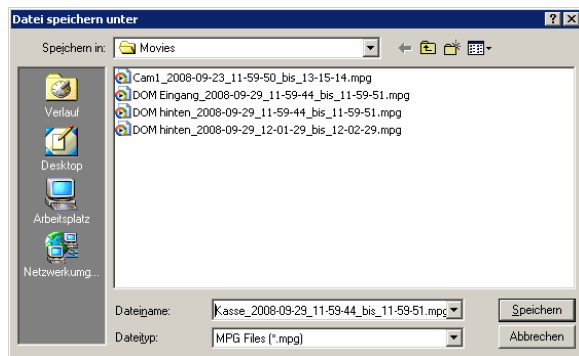 Datei speichern unter
Speichern in:
Movies
Cam1_2008-09-23_11-59-50_bis_13-15-14.mpg
DOM Eingang_2008-09-29_11-59-44_bis_11-59-51.mpg
DOM hinten_2008-09-29_11-59-44_bis_11-59-51.mpg
DOM hinten_2008-09-29_12-01-29_bis_12-02-29.mpg
Verlauf
Desktop
Arbeitsplatz
Netzwerkumg...
Dateiname:
Kasse_2008-09-29_11-59-44_bis_11-59-51.mpg
Speichern
Dateityp:
MPG Files (*.mpg)
Abbrechen